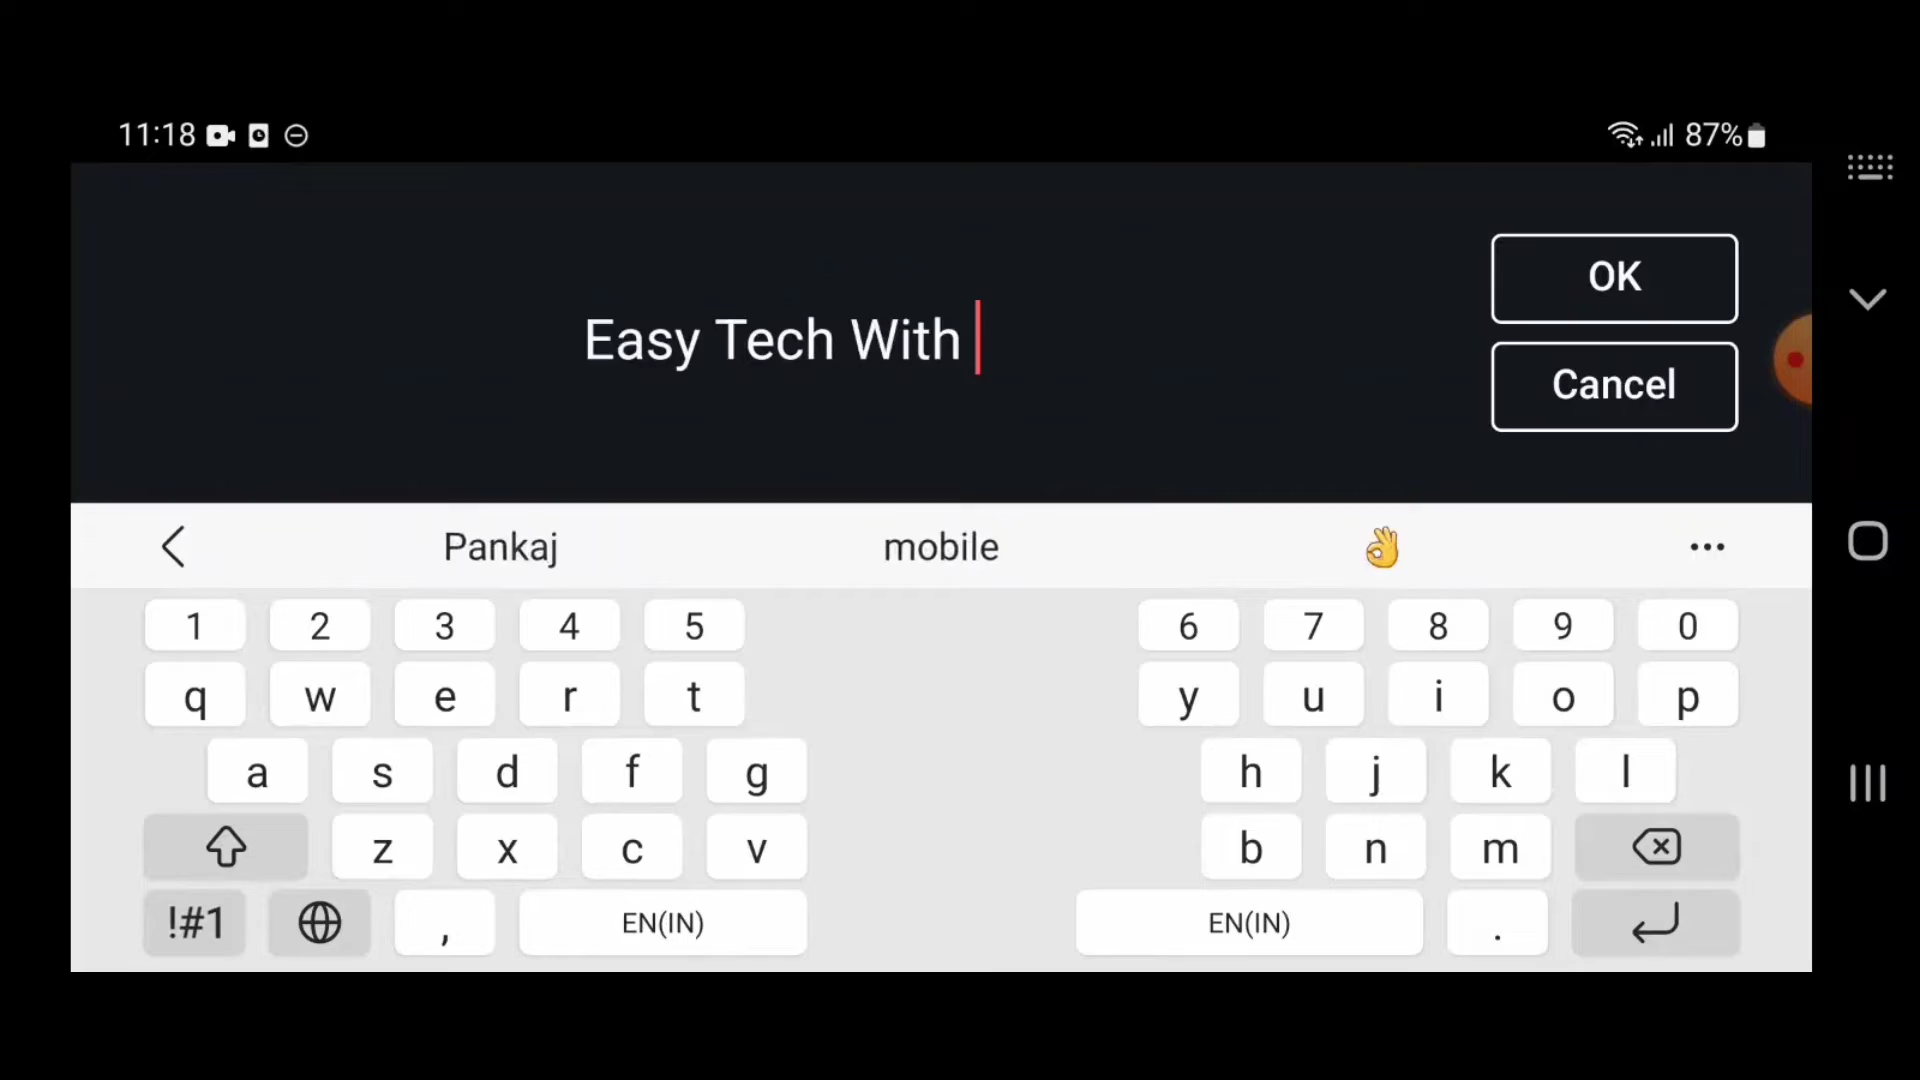 11:18 87%
OK
Easy Tech With
Cancel
Pankaj mobile 👌 ...
1 2 3 4 5 6 7 8 9 0
q w e r t y u i o p
a s d f g h j k l
z x c v b n m
!#1 , EN(IN) EN(IN) .